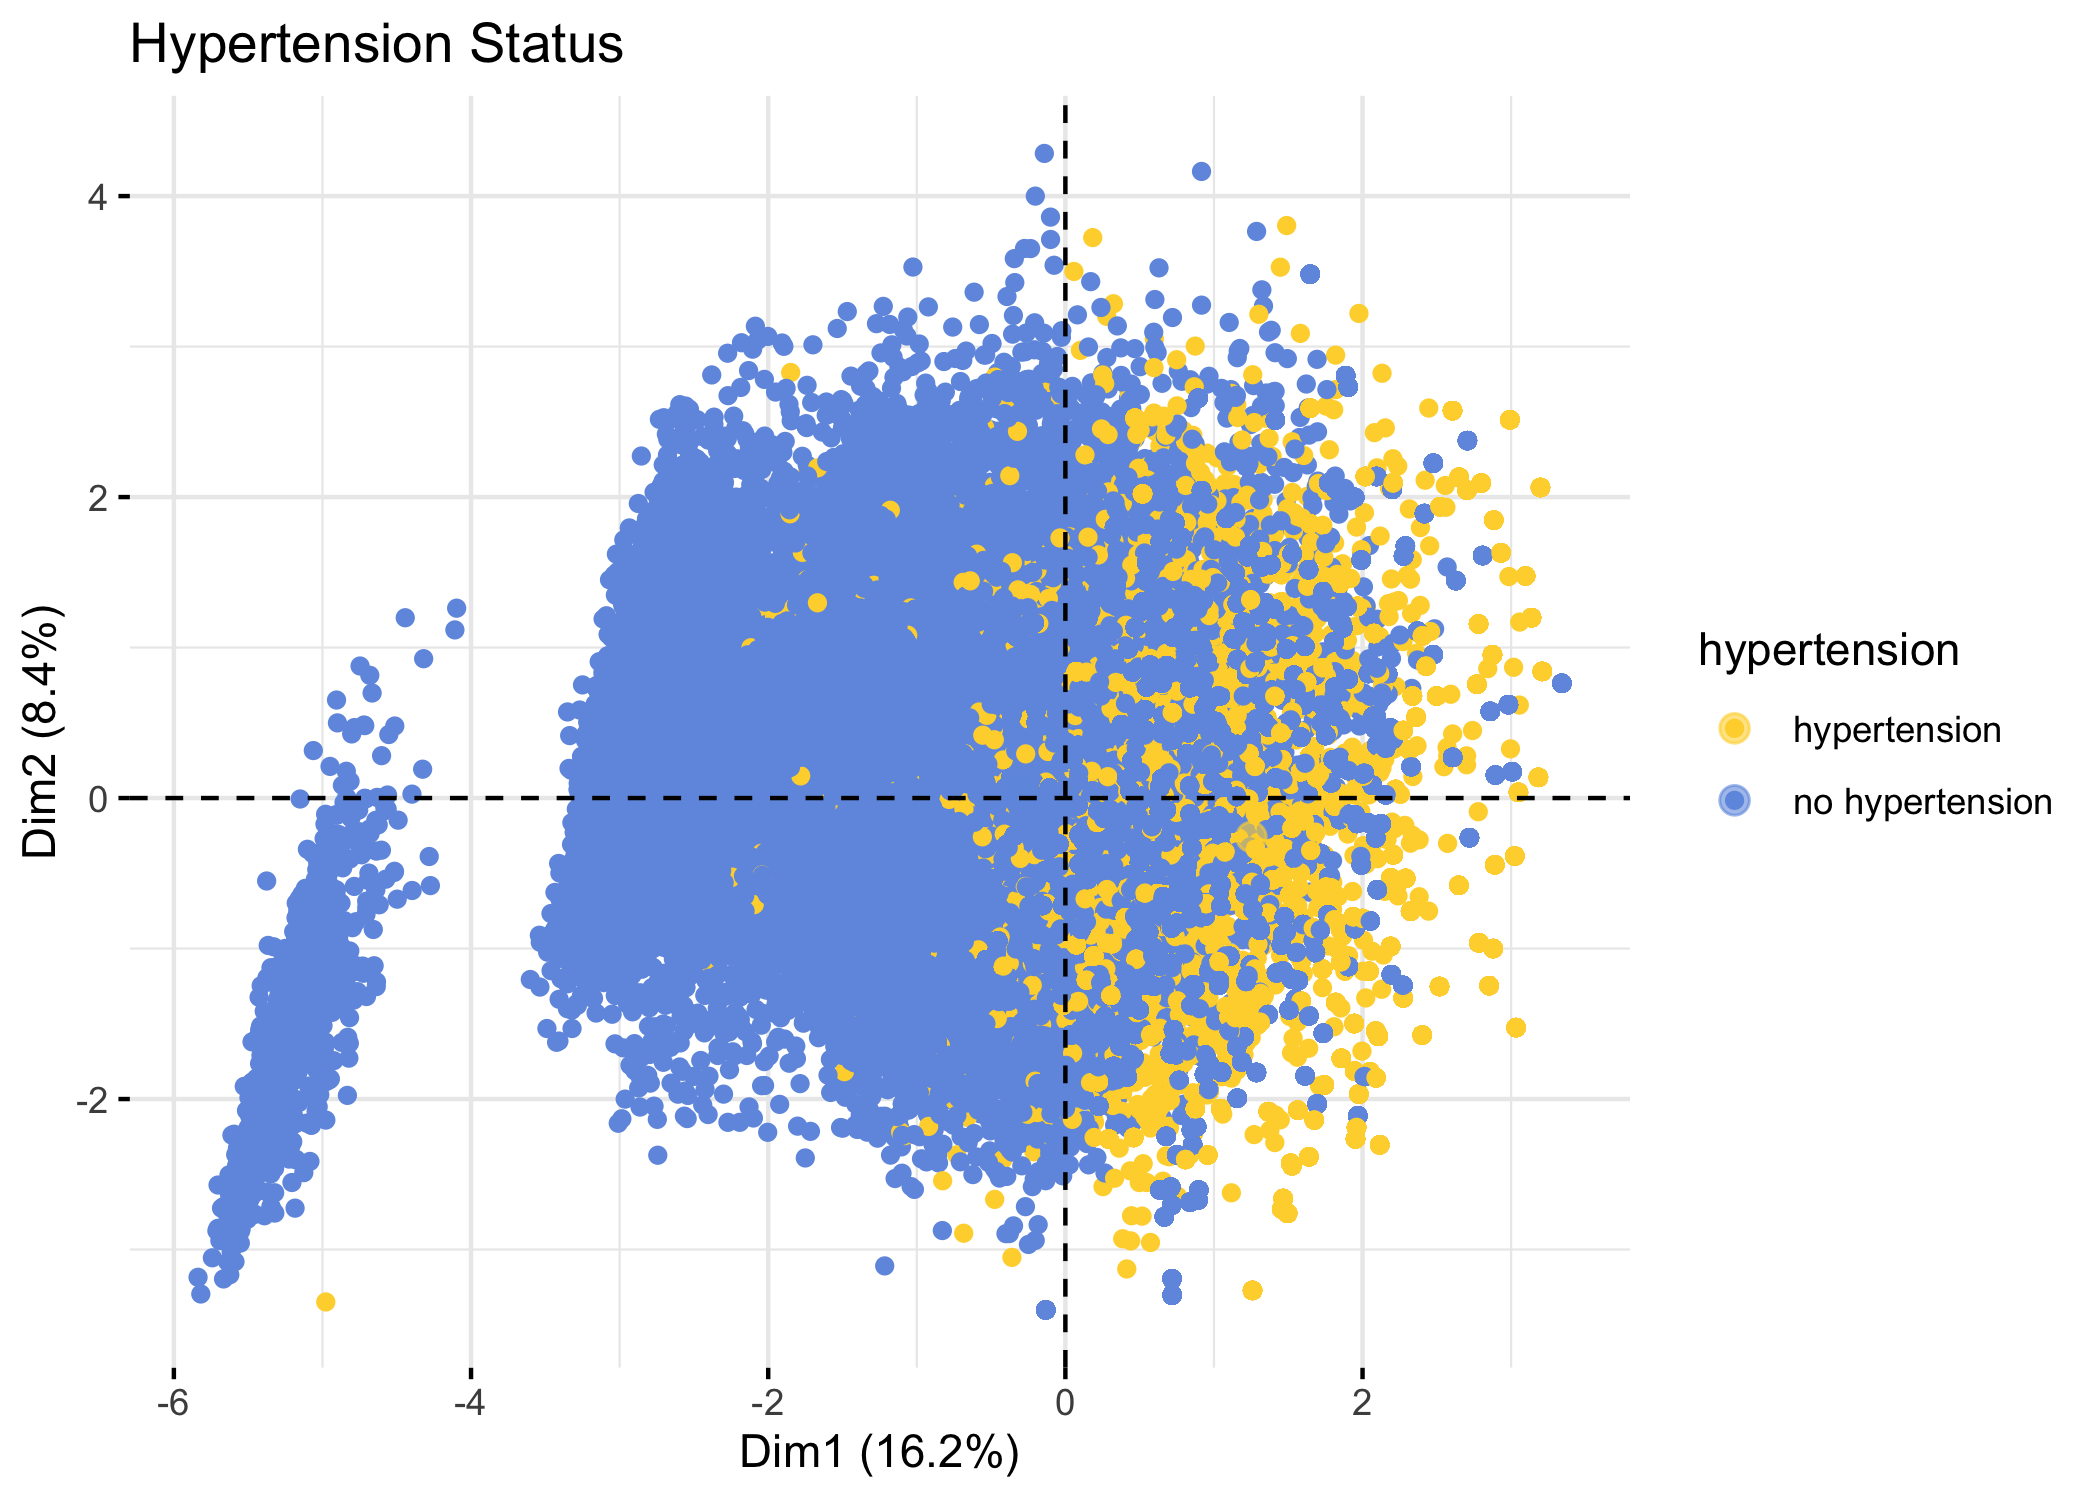 Hypertension Status
4
2
0
-2
Dim2 (8.4%)
-6
-4
-2
0
2
Dim1 (16.2%)
hypertension
hypertension
no hypertension